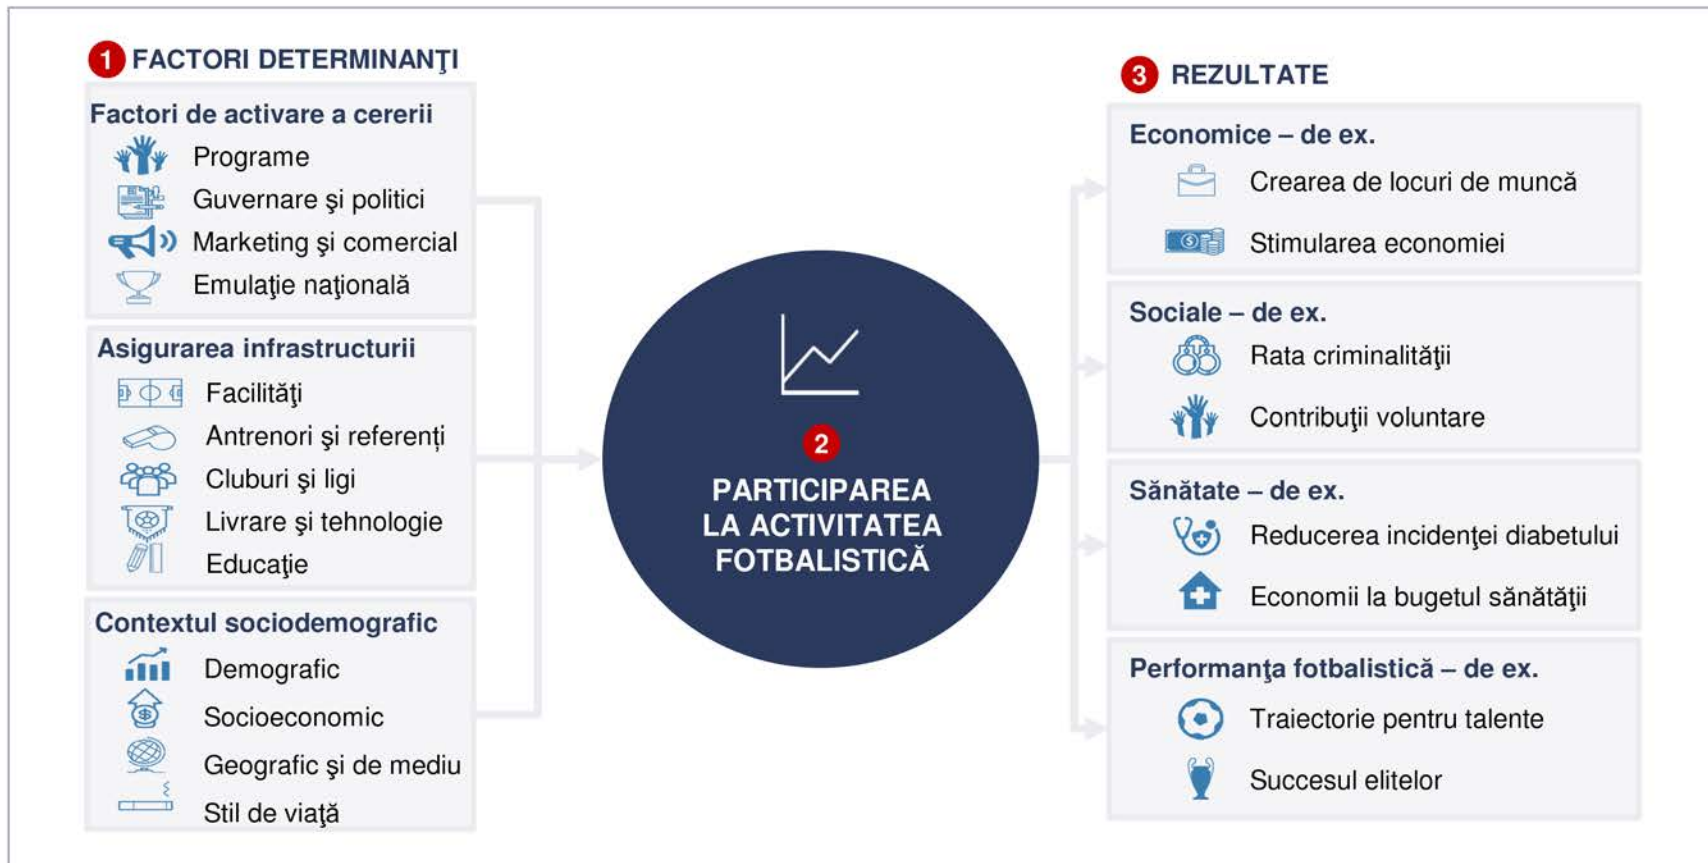 1 FACTORI DETERMINANŢI
Factori de activare a cererii
Programe
Guvernare şi politici
Marketing şi comercial
Emulaţie naţională
Asigurarea infrastructurii
Facilităţi
Antrenori şi referenți
Cluburi şi ligi
Livrare şi tehnologie
Educaţie
Contextul sociodemografic
Demografic
Socioeconomic
Geografic şi de mediu
Stil de viaţă
2
PARTICIPAREA
LA ACTIVITATEA
FOTBALISTICĂ
3 REZULTATE
Economice – de ex.
Crearea de locuri de muncă
Stimularea economiei
Sociale – de ex.
Rata criminalităţii
Contribuţii voluntare
Sănătate – de ex.
Reducerea incidenţei diabetului
Economii la bugetul sănătăţii
Performanţa fotbalistică – de ex.
Traiectorie pentru talente
Succesul elitelor